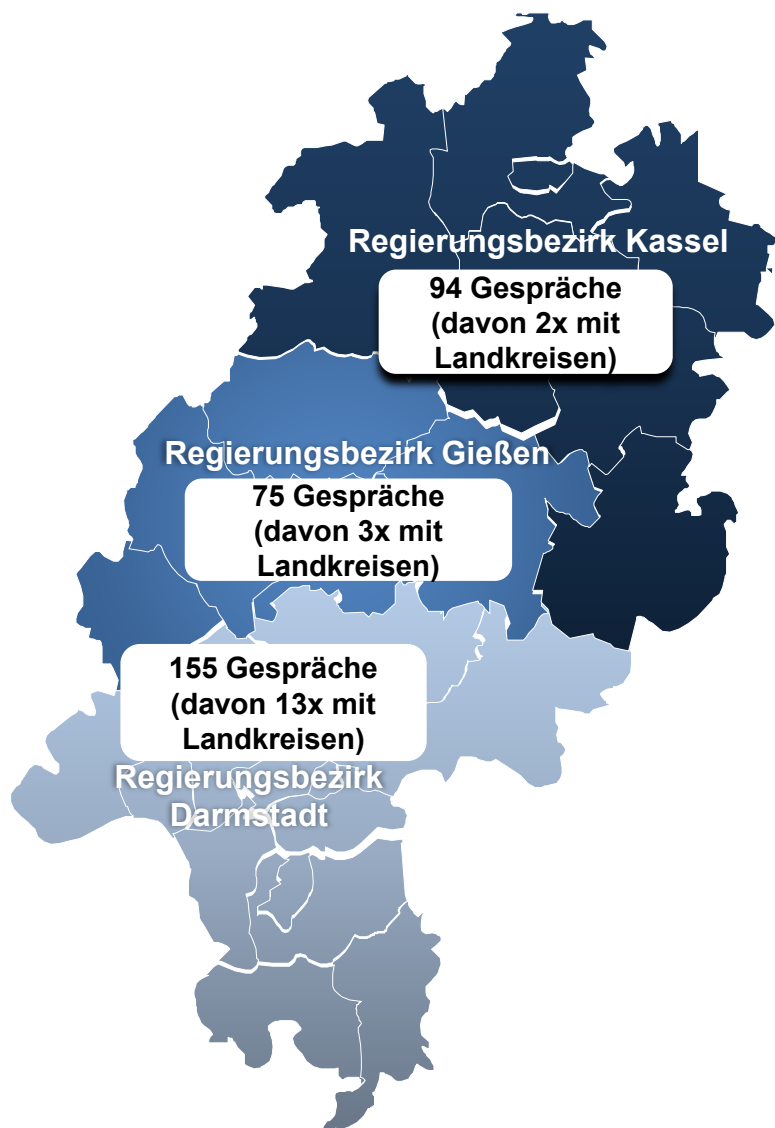 Regierungsbezirk Kassel
94 Gespräche
(davon 2x mit
Landkreisen)
Regierungsbezirk Gießen
75 Gespräche
(davon 3x mit
Landkreisen)
155 Gespräche
(davon 13x mit
Landkreisen)
Regierungsbezirk
Darmstadt